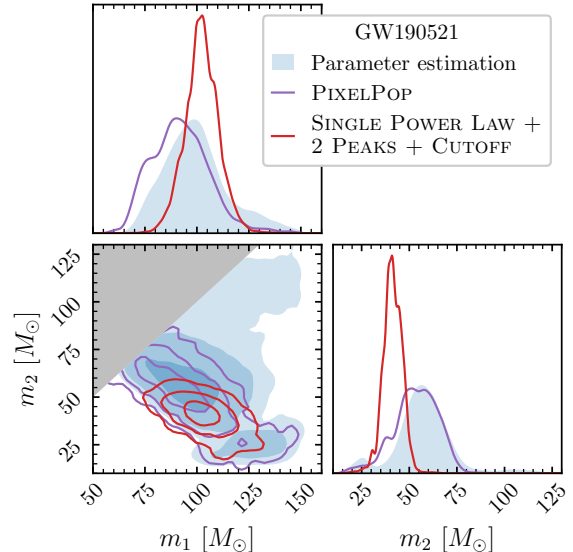 GW190521
Parameter estimation
PIXELPOP
SINGLE POWER LAW +
2 PEAKS + CUTOFF
125
100
75
50
25
m₂ [M⊙]
50
75
100
125
150
m₁ [M⊙]
25
50
75
100
125
m₂ [M⊙]